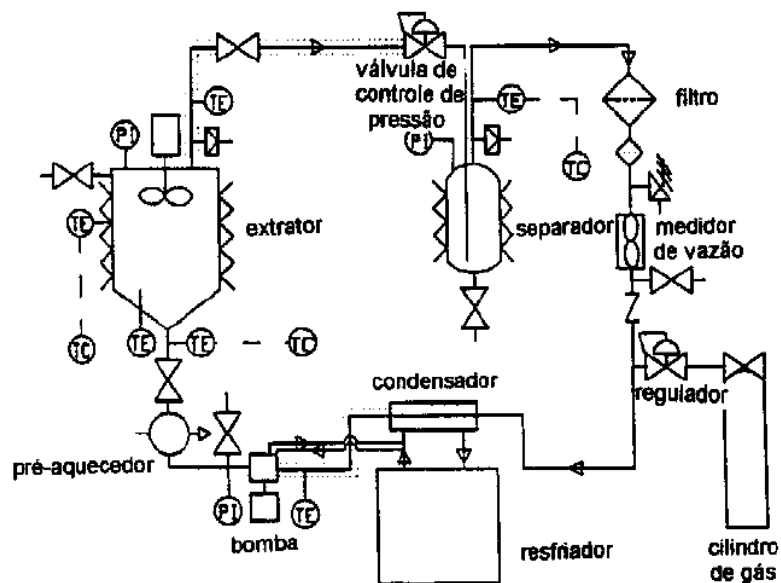 válvula de
controle de
pressão
filtro
TE
TE
PI
PI
TC
extrator
separador
medidor
de vazão
TE
TC
TE
TE
TC
condensador
regulador
pré-aquecedor
PI
bomba
TE
resfriador
cilindro
de gás